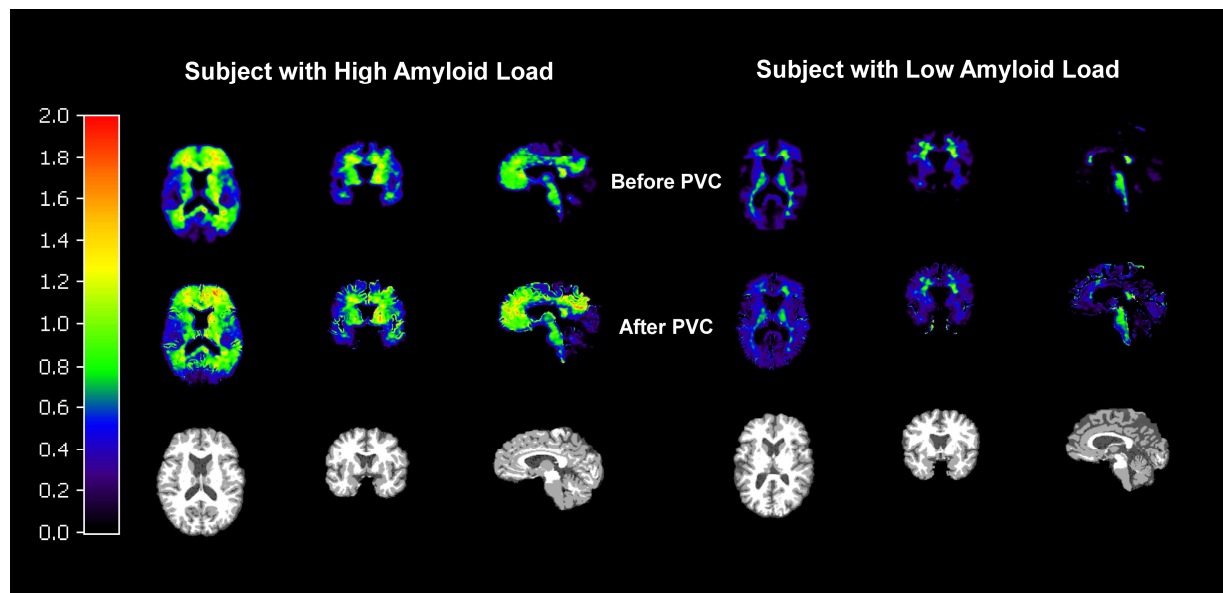 Subject with High Amyloid Load
Subject with Low Amyloid Load
2.0
1.8
1.6
1.4
1.2
1.0
0.8
0.6
0.4
0.2
0.0
Before PVC
After PVC